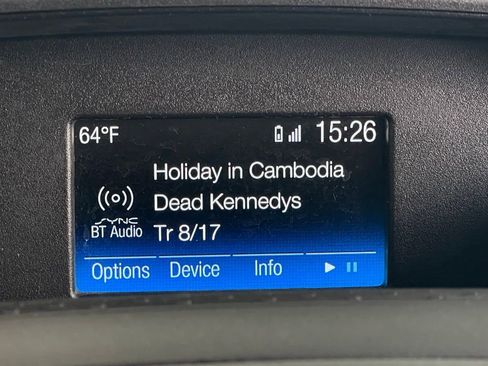 64°F 15:26
Holiday in Cambodia
Dead Kennedys
SYNC
BT Audio Tr 8/17
Options Device Info